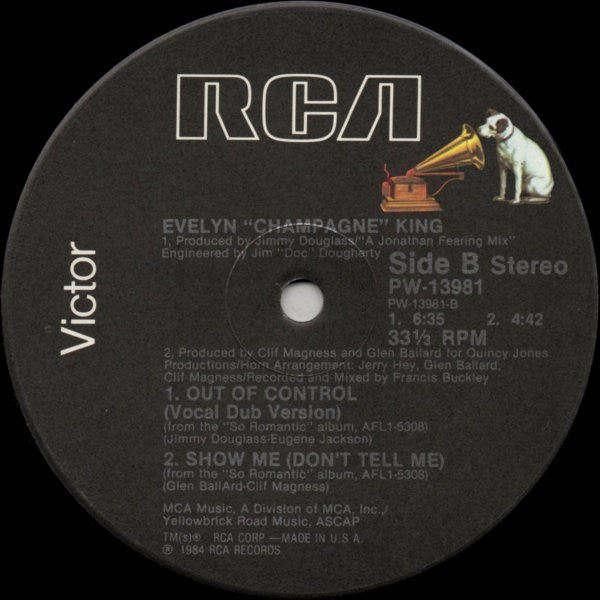 RCA
Victor
EVELYN "CHAMPAGNE" KING
1, Produced by Jimmy Douglass/"A Jonathan Fearing Mix"
Engineered by Jim "Doc" Dougherty
Side B Stereo
PW-13981
PW-13981-B
1. 6:35 2. 4:42
33⅓ RPM
2, Produced by Clif Magness and Glen Ballard for Quincy Jones
Productions/Horn Arrangement: Jerry Hey, Glen Ballard,
Clif Magness/Recorded and Mixed by Francis Buckley
1. OUT OF CONTROL
(Vocal Dub Version)
(from the "So Romantic" album, AFL1-5308)
(Jimmy Douglass-Eugene Jackson)
2. SHOW ME (DON'T TELL ME)
(from the "So Romantic" album, AFL1-5308)
(Glen BallArd-Clif Magness)
MCA Music, A Division of MCA, Inc./
Yellowbrick Road Music, ASCAP
TM(s)® RCA CORP.—MADE IN U.S.A.
℗ 1984 RCA RECORDS